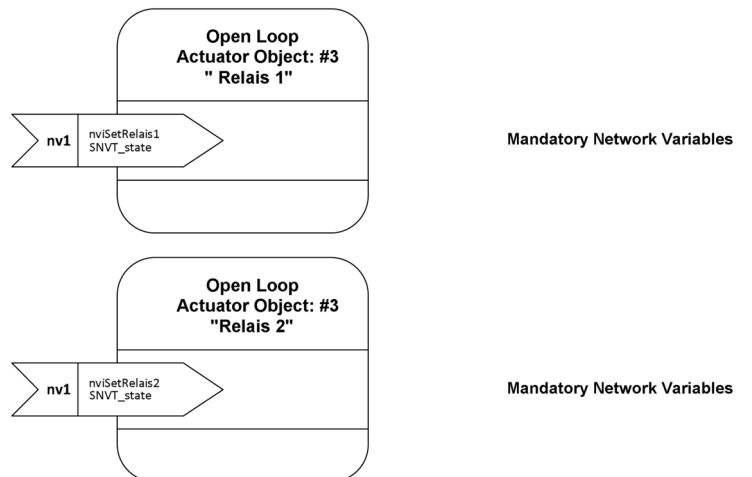 Open Loop
Actuator Object: #3
" Relais 1"
nv1
nviSetRelais1
SNVT_state
Mandatory Network Variables
Open Loop
Actuator Object: #3
"Relais 2"
nv1
nviSetRelais2
SNVT_state
Mandatory Network Variables